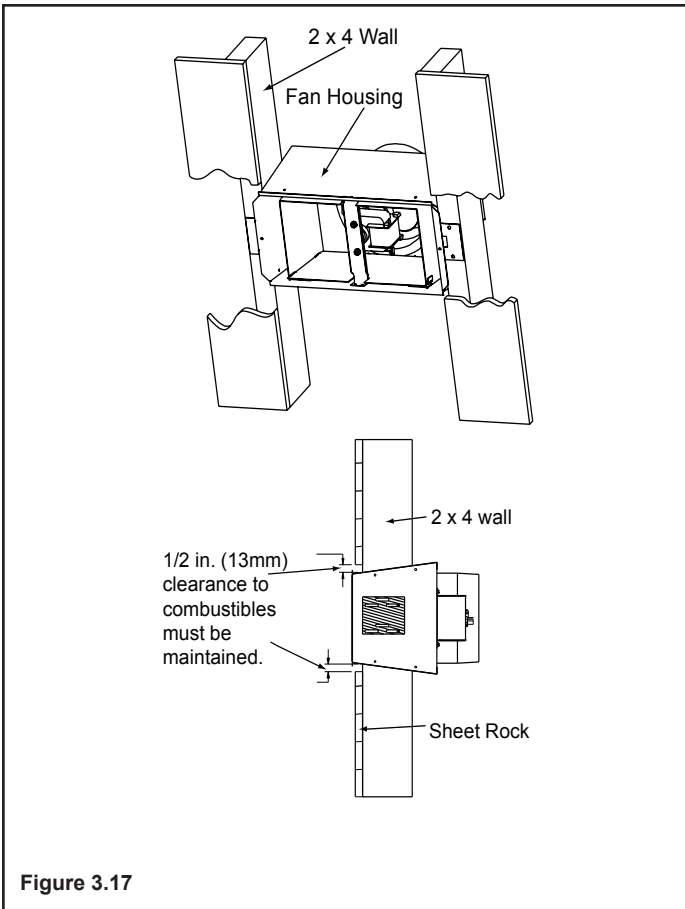 2 x 4 Wall
Fan Housing
2 x 4 wall
1/2 in. (13mm)
clearance to
combustibles
must be
maintained.
Sheet Rock
Figure 3.17